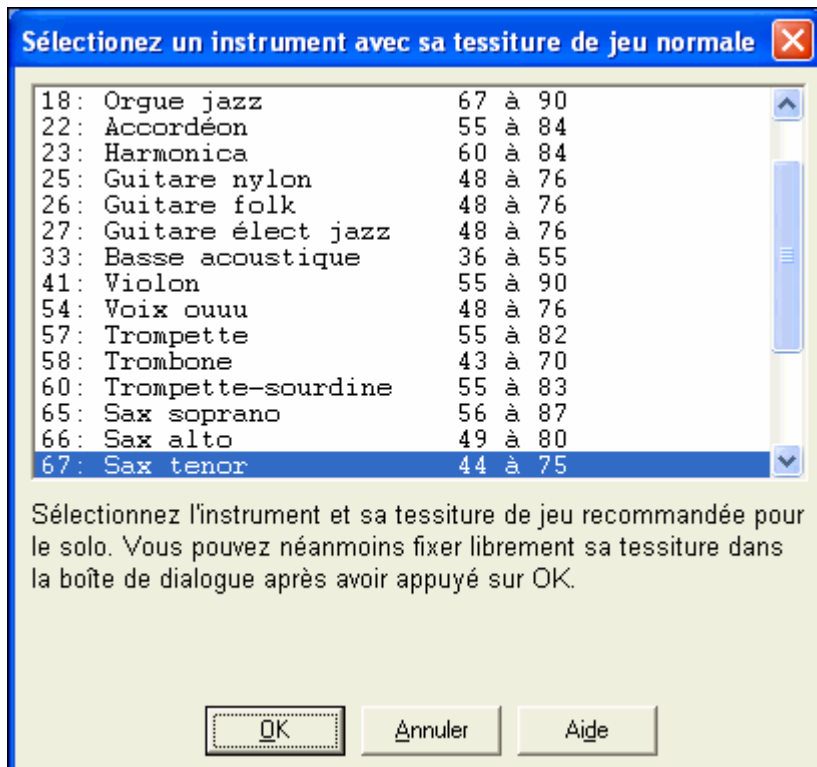 Sélectionez un instrument avec sa tessiture de jeu normale
18: Orgue jazz 67 à 90
22: Accordéon 55 à 84
23: Harmonica 60 à 84
25: Guitare nylon 48 à 76
26: Guitare folk 48 à 76
27: Guitare élect jazz 48 à 76
33: Basse acoustique 36 à 55
41: Violon 55 à 90
54: Voix ouuu 48 à 76
57: Trompette 55 à 82
58: Trombone 43 à 70
60: Trompette-sourdine 55 à 83
65: Sax soprano 56 à 87
66: Sax alto 49 à 80
67: Sax tenor 44 à 75
Sélectionnez l'instrument et sa tessiture de jeu recommandée pour
le solo. Vous pouvez néanmoins fixer librement sa tessiture dans
la boîte de dialogue après avoir appuyé sur OK.
OK Annuler Aide